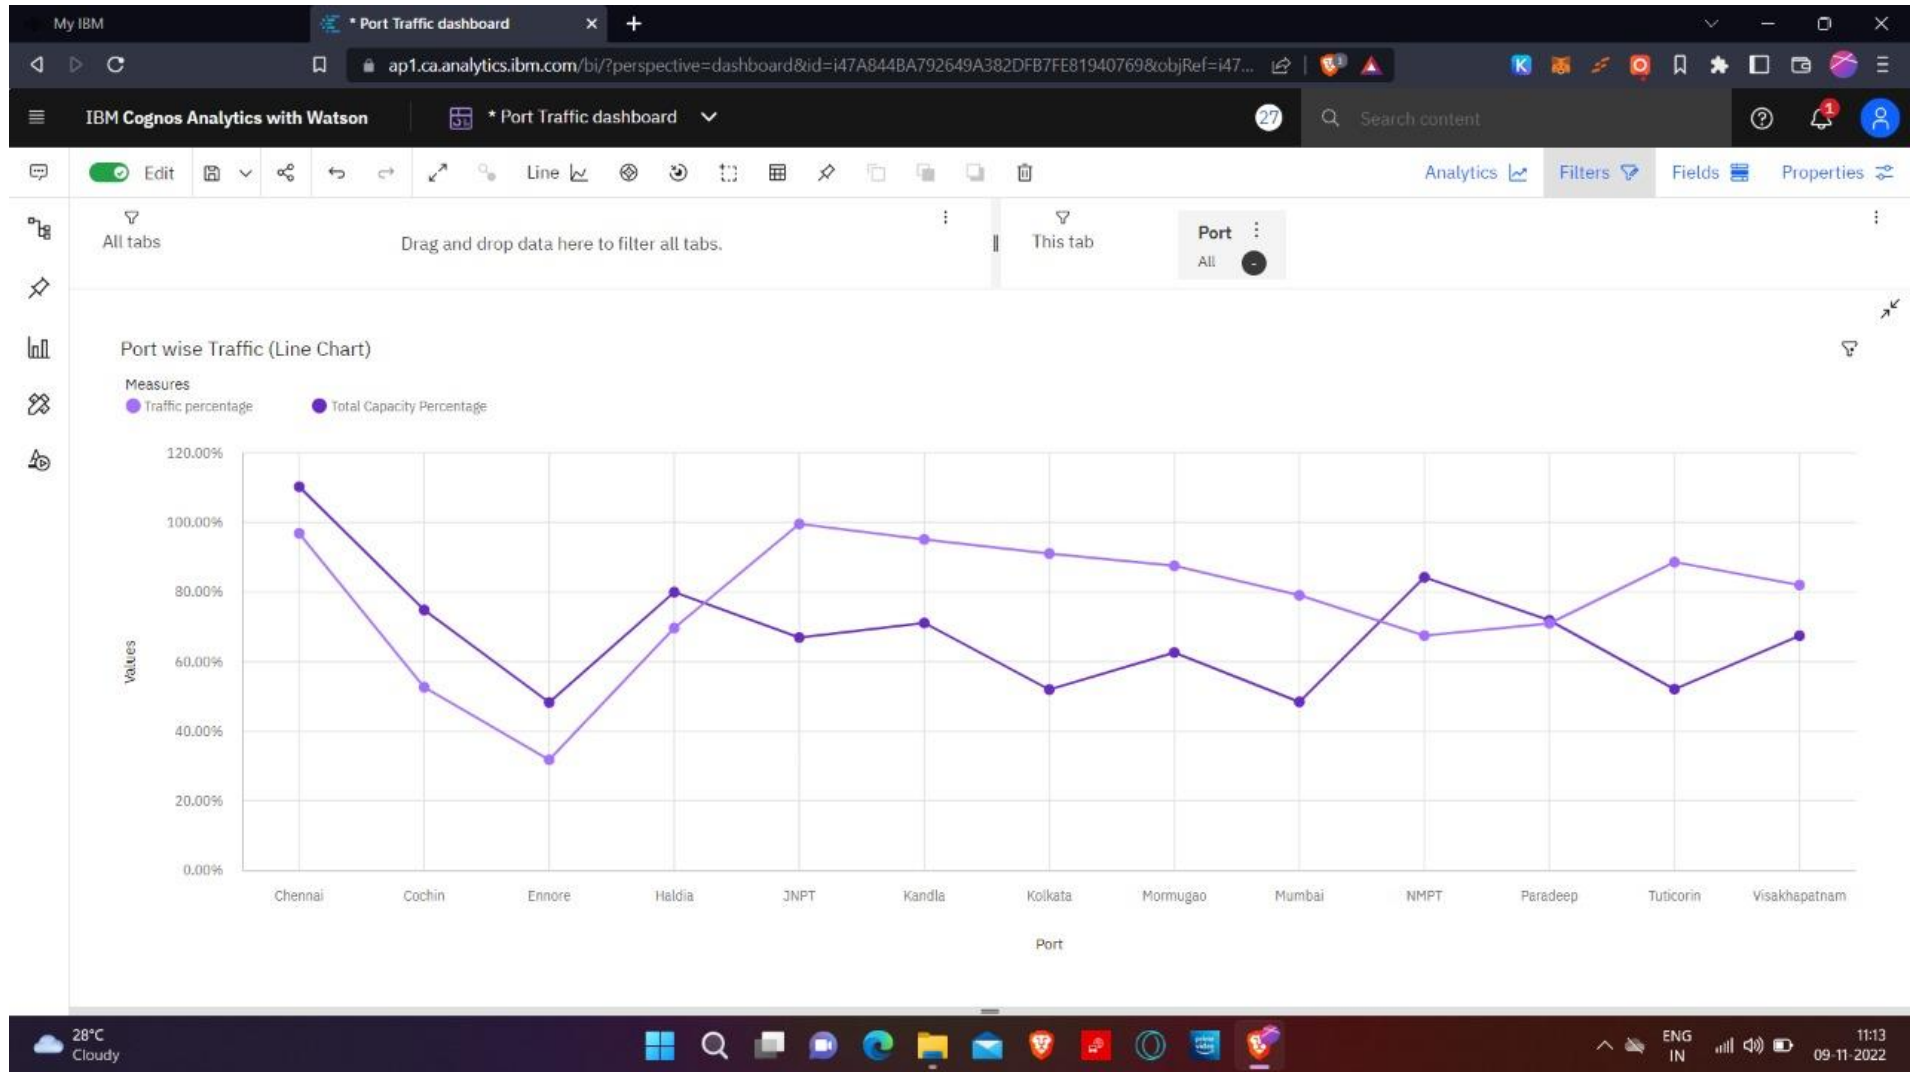 My IBM
* Port Traffic dashboard
ap1.ca.analytics.ibm.com/bi/?perspective=dashboard&id=i47A844BA792649A382DFB7FE81940769&objRef=i47...
IBM Cognos Analytics with Watson
* Port Traffic dashboard
27
Search content
1
Edit
Line
Analytics
Filters
Fields
Properties
All tabs
Drag and drop data here to filter all tabs.
This tab
Port
All
Port wise Traffic (Line Chart)
Measures
Traffic percentage
Total Capacity Percentage
120.00%
100.00%
80.00%
60.00%
40.00%
20.00%
0.00%
Values
Chennai
Cochin
Ennore
Haldia
JNPT
Kandla
Kolkata
Mormugao
Mumbai
NMPT
Paradeep
Tuticorin
Visakhapatnam
Port
28°C
Cloudy
prime video
ENG
IN
11:13
09-11-2022